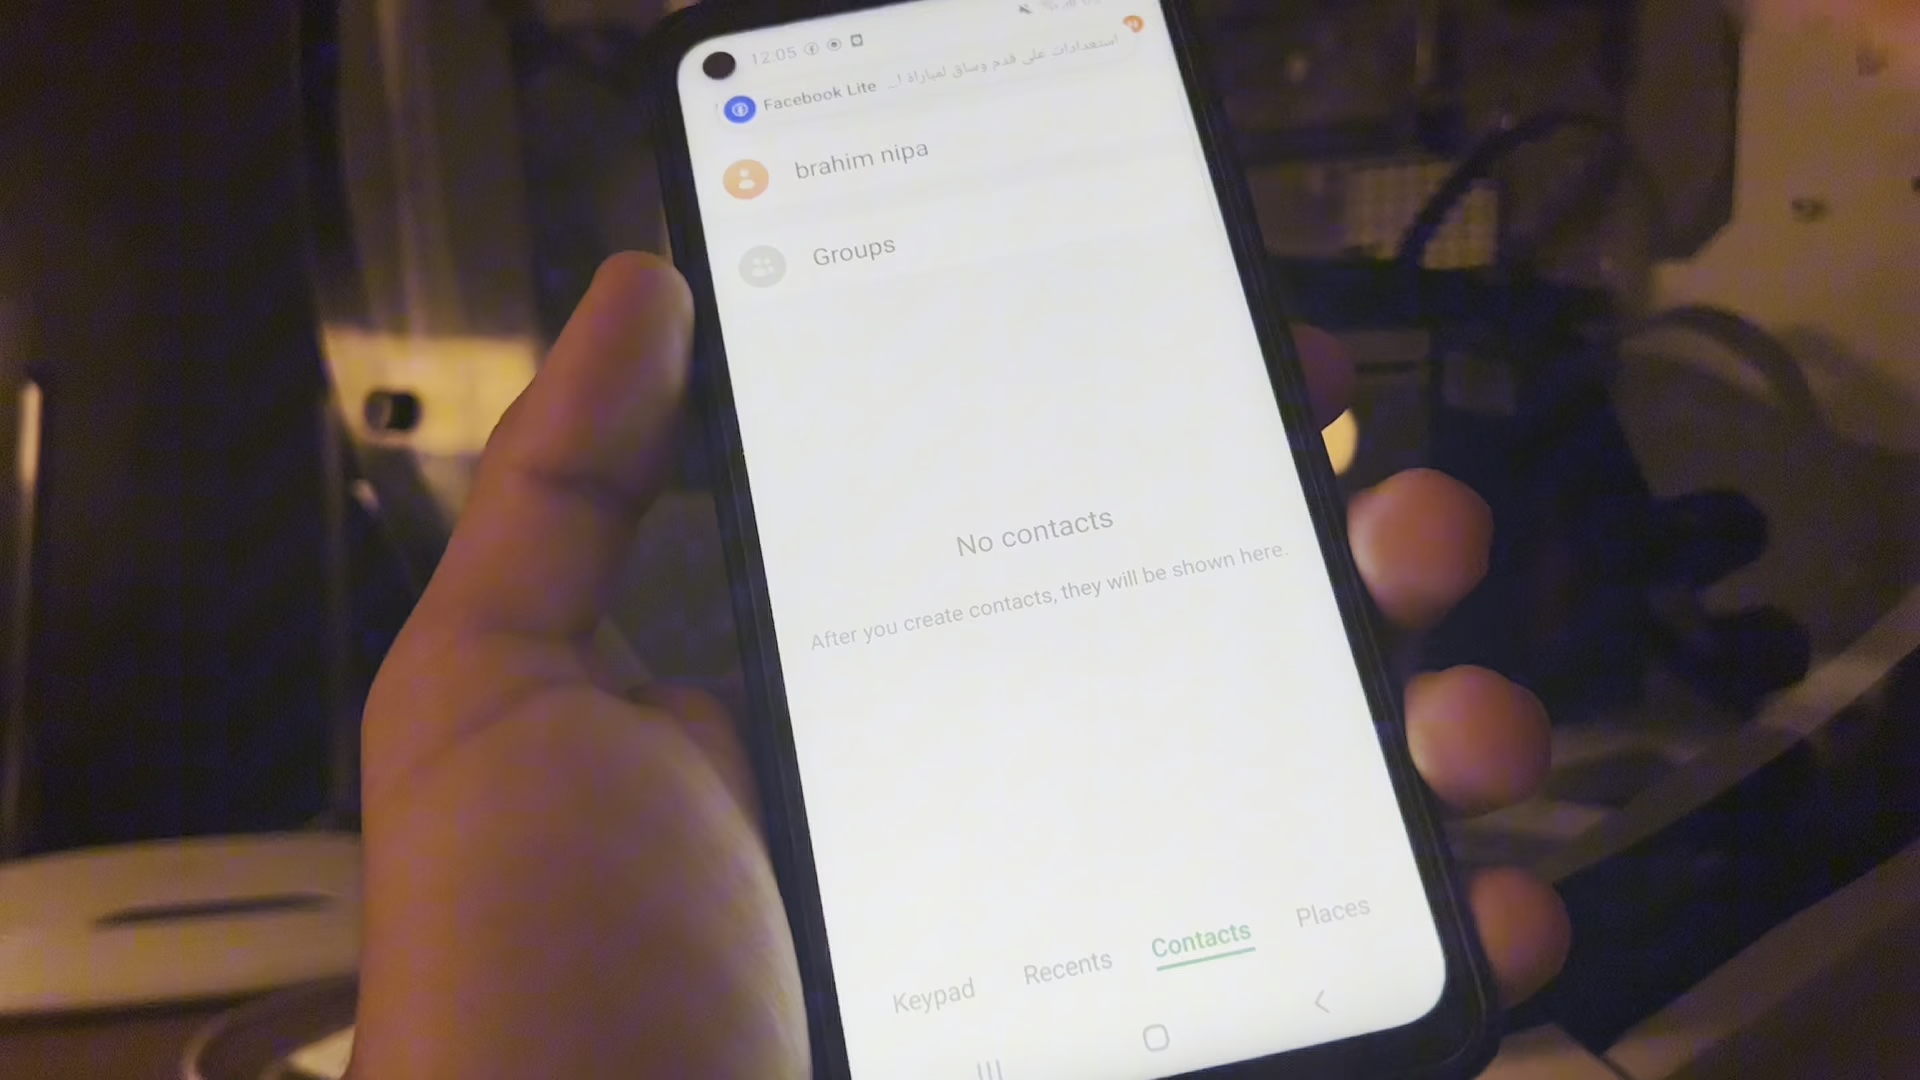 12:05
Facebook Lite استعدادات على قدم وساق لمباراة ا...
brahim nipa
Groups
No contacts
After you create contacts, they will be shown here.
Keypad Recents Contacts Places